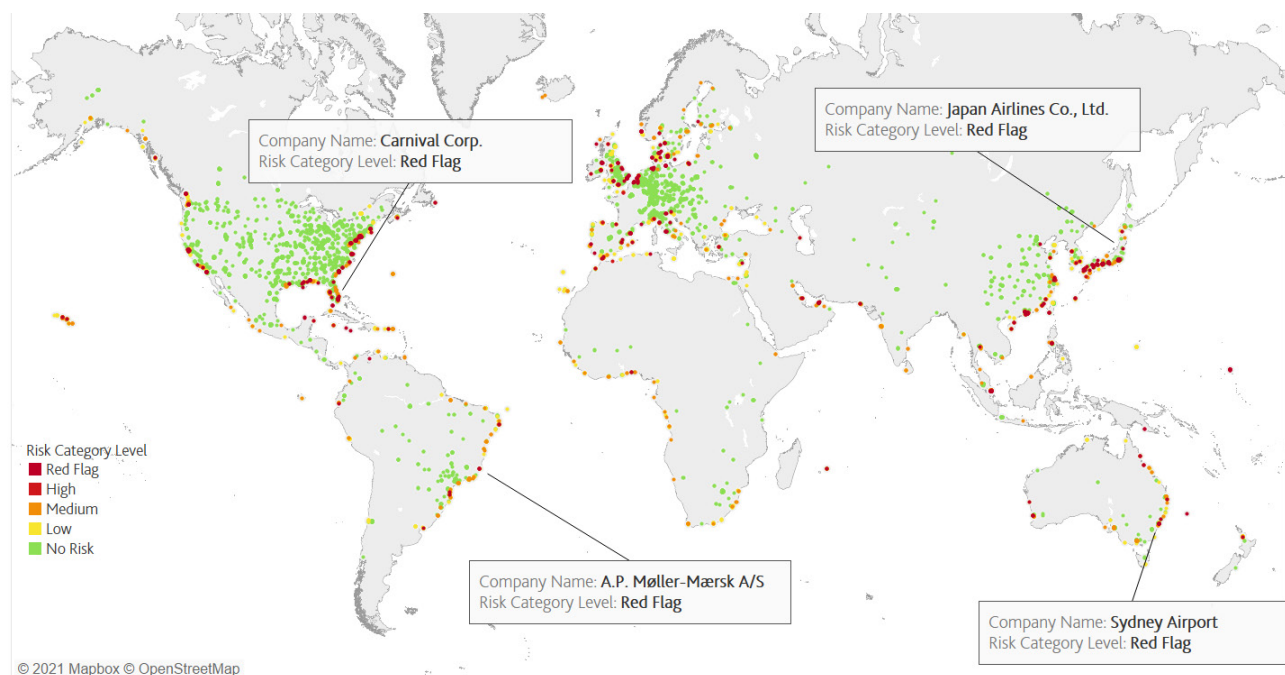 Company Name: Japan Airlines Co., Ltd.
Risk Category Level: Red Flag
Company Name: Carnival Corp.
Risk Category Level: Red Flag
Risk Category Level
Red Flag
High
Medium
Low
No Risk
Company Name: A.P. Møller-Mærsk A/S
Risk Category Level: Red Flag
Company Name: Sydney Airport
Risk Category Level: Red Flag
© 2021 Mapbox © OpenStreetMap